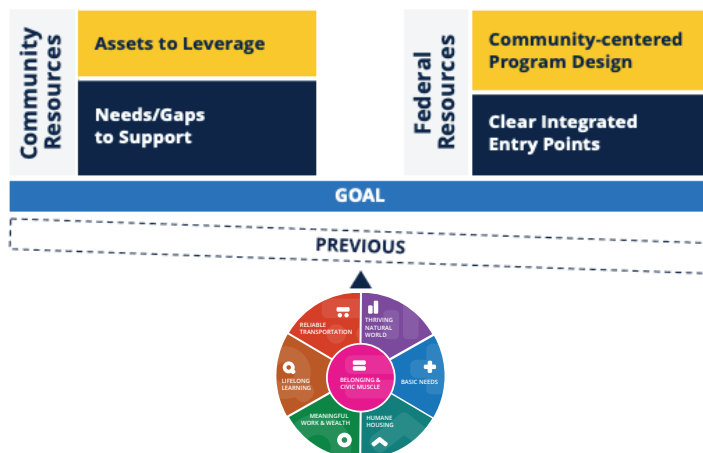 Community
Resources
Assets to Leverage
Needs/Gaps
to Support
Federal
Resources
Community-centered
Program Design
Clear Integrated
Entry Points
GOAL
PREVIOUS
RELIABLE
TRANSPORTATION
THRIVING
NATURAL
WORLD
LIFELONG
LEARNING
BELONGING &
CIVIC MUSCLE
BASIC NEEDS
MEANINGFUL
WORK & WEALTH
HUMANE
HOUSING